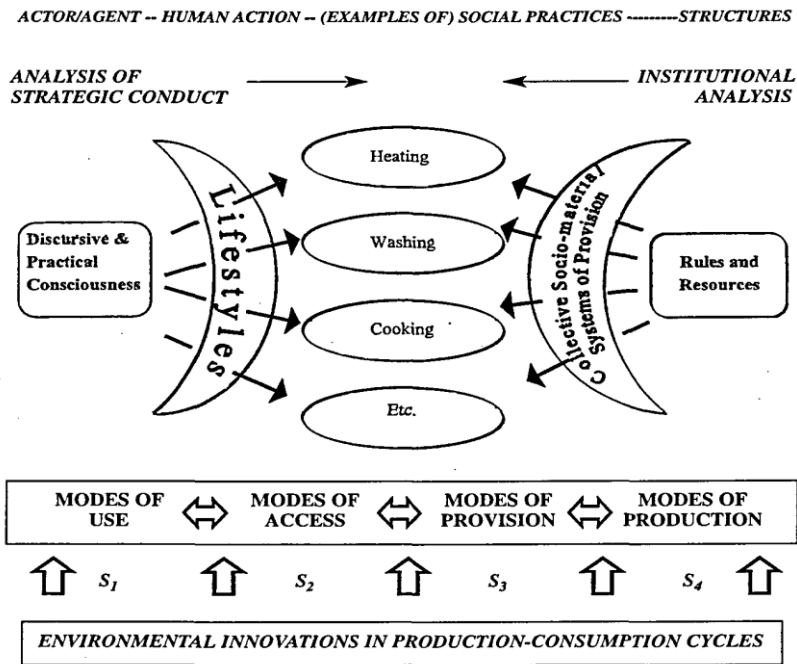 ACTOR/AGENT -- HUMAN ACTION -- (EXAMPLES OF) SOCIAL PRACTICES ---------STRUCTURES
ANALYSIS OF
STRATEGIC CONDUCT
INSTITUTIONAL
ANALYSIS
Heating
Washing
Cooking
Etc.
Discursive &
Practical
Consciousness
Lifestyles
Collective Socio-material
Systems of Provision
Rules and
Resources
MODES OF
USE
MODES OF
ACCESS
MODES OF
PROVISION
MODES OF
PRODUCTION
S1
S2
S3
S4
ENVIRONMENTAL INNOVATIONS IN PRODUCTION-CONSUMPTION CYCLES